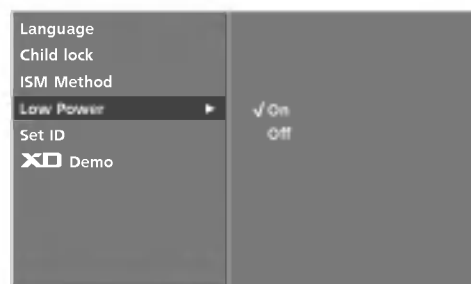 Language
Child lock
ISM Method
Low Power ▶
√ On
Set ID
Off
XD Demo